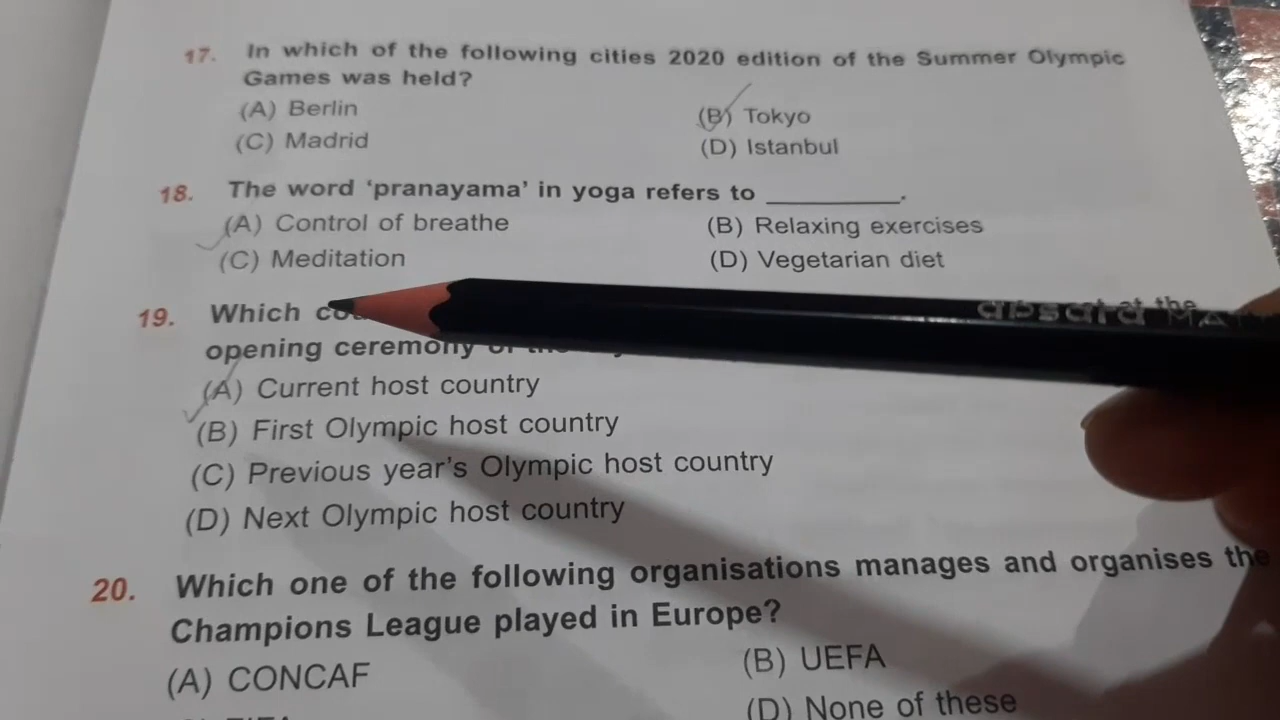 17. In which of the following cities 2020 edition of the Summer Olympic
Games was held?
(A) Berlin (B) Tokyo
(C) Madrid (D) Istanbul
18. The word ‘pranayama’ in yoga refers to __________.
(A) Control of breathe (B) Relaxing exercises
(C) Meditation (D) Vegetarian diet
19. Which
opening ceremony
(A) Current host country
(B) First Olympic host country
(C) Previous year's Olympic host country
(D) Next Olympic host country
20. Which one of the following organisations manages and organises the
Champions League played in Europe?
(A) CONCAF (B) UEFA
(D) None of these